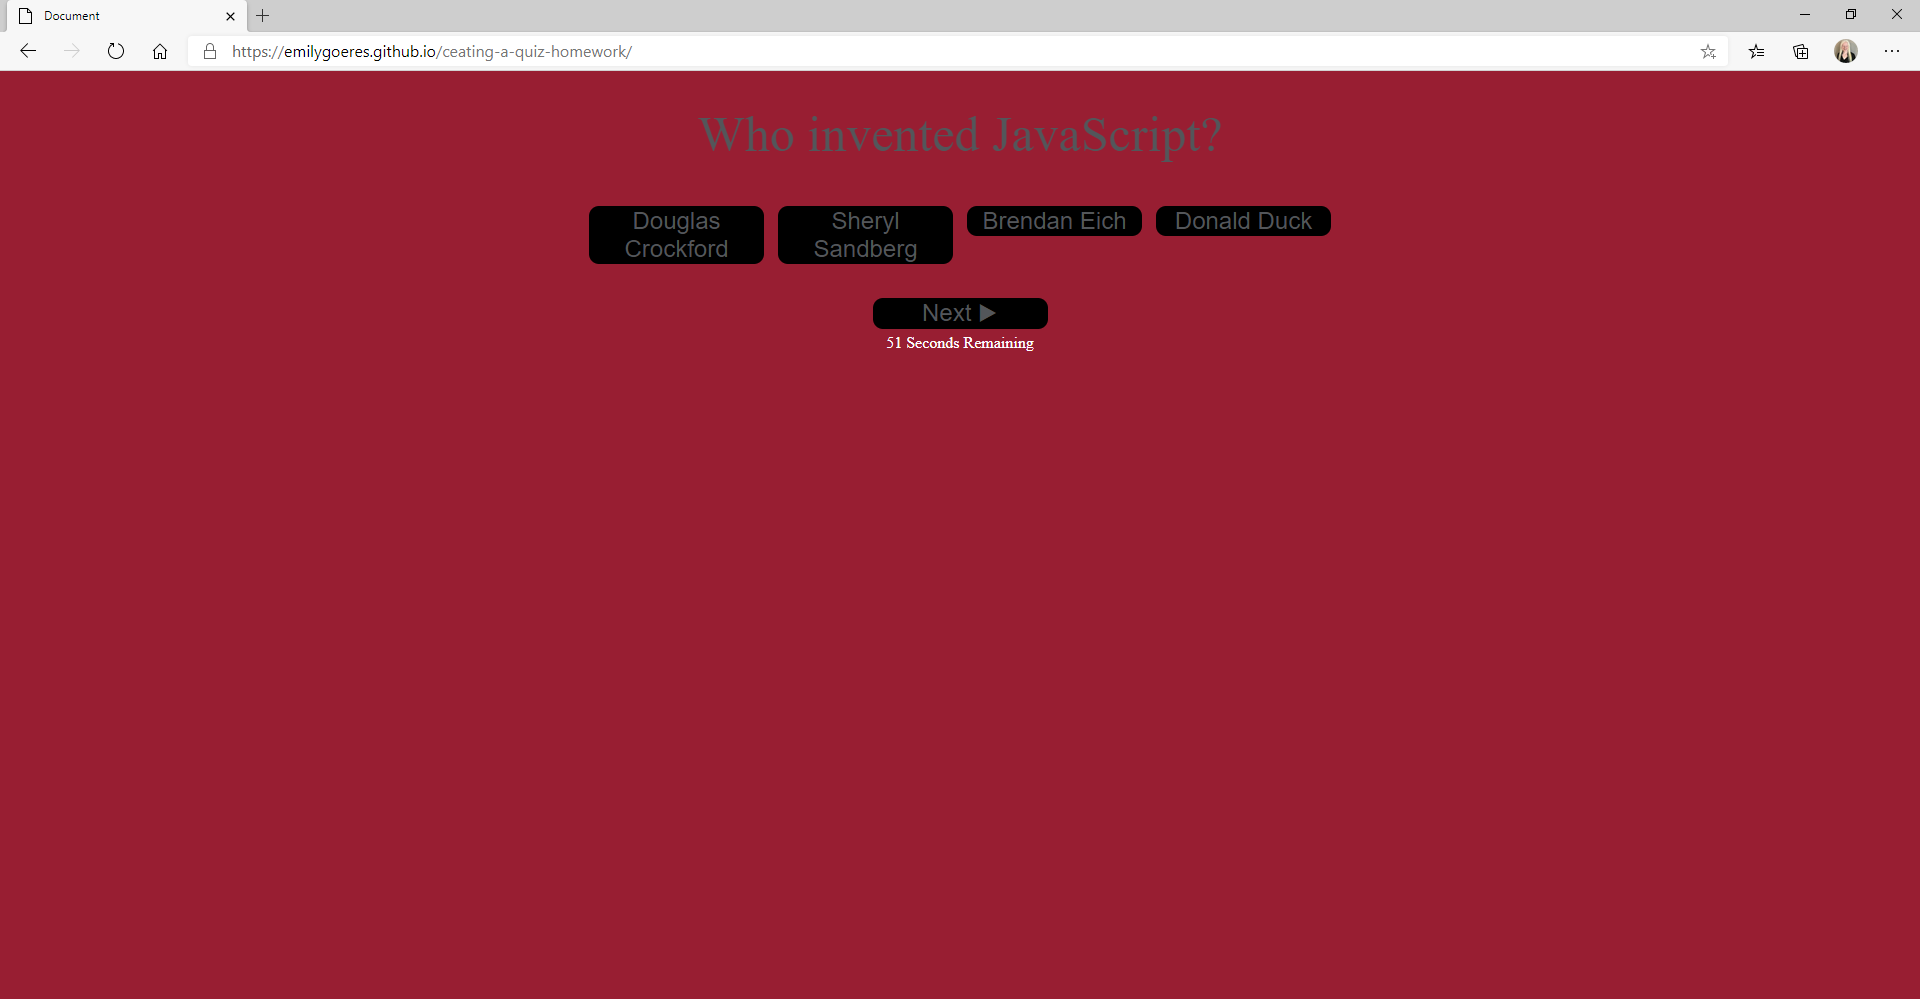 Document
https://emilygoeres.github.io/ceating-a-quiz-homework/
Who invented JavaScript?
Douglas
Crockford
Sheryl
Sandberg
Brendan Eich
Donald Duck
Next ▶
51 Seconds Remaining